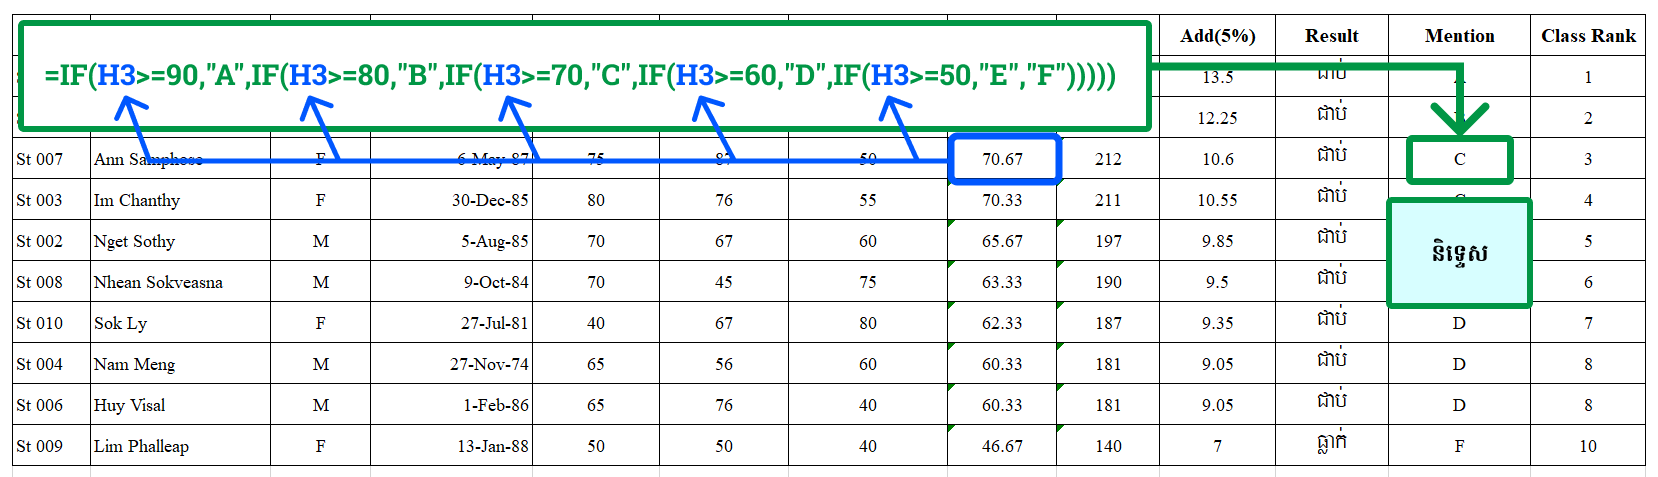 Add(5%) Result Mention Class Rank
=IF(H3>=90,"A",IF(H3>=80,"B",IF(H3>=70,"C",IF(H3>=60,"D",IF(H3>=50,"E","F")))))
13.5 ជាប់ 1
12.25 ជាប់ 2
St 007 Ann Samphose F 6-May-87 75 87 50 70.67 212 10.6 ជាប់ C 3
St 003 Im Chanthy F 30-Dec-85 80 76 55 70.33 211 10.55 ជាប់ C 4
St 002 Nget Sothy M 5-Aug-85 70 67 60 65.67 197 9.85 ជាប់ 5
និទ្ទេស
St 008 Nhean Sokveasna M 9-Oct-84 70 45 75 63.33 190 9.5 ជាប់ 6
St 010 Sok Ly F 27-Jul-81 40 67 80 62.33 187 9.35 ជាប់ D 7
St 004 Nam Meng M 27-Nov-74 65 56 60 60.33 181 9.05 ជាប់ D 8
St 006 Huy Visal M 1-Feb-86 65 76 40 60.33 181 9.05 ជាប់ D 8
St 009 Lim Phalleap F 13-Jan-88 50 50 40 46.67 140 7 ធ្លាក់ F 10